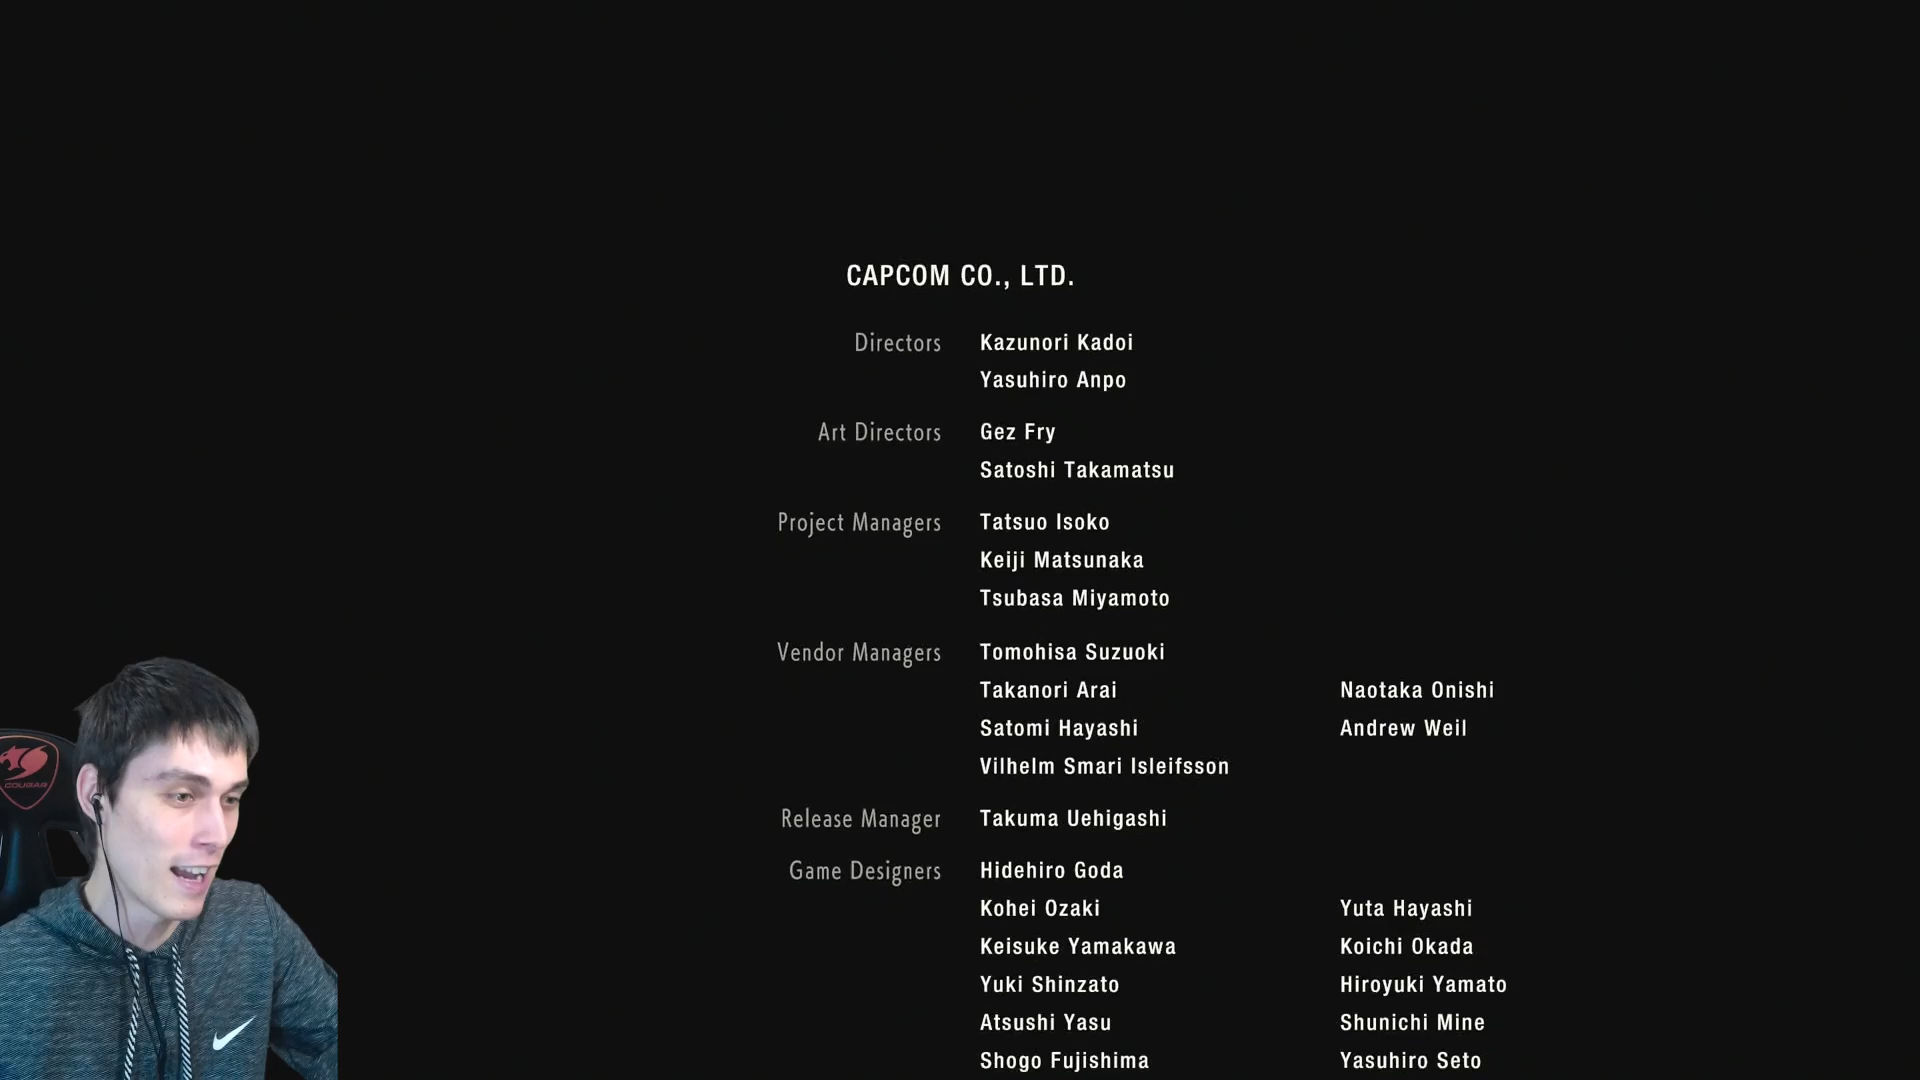 CAPCOM CO., LTD.
Directors Kazunori Kadoi
Yasuhiro Anpo
Art Directors Gez Fry
Satoshi Takamatsu
Project Managers Tatsuo Isoko
Keiji Matsunaka
Tsubasa Miyamoto
Vendor Managers Tomohisa Suzuoki
Takanori Arai Naotaka Onishi
Satomi Hayashi Andrew Weil
Vilhelm Smari Isleifsson
Release Manager Takuma Uehigashi
Game Designers Hidehiro Goda
Kohei Ozaki Yuta Hayashi
Keisuke Yamakawa Koichi Okada
Yuki Shinzato Hiroyuki Yamato
Atsushi Yasu Shunichi Mine
Shogo Fujishima Yasuhiro Seto
COUGAR